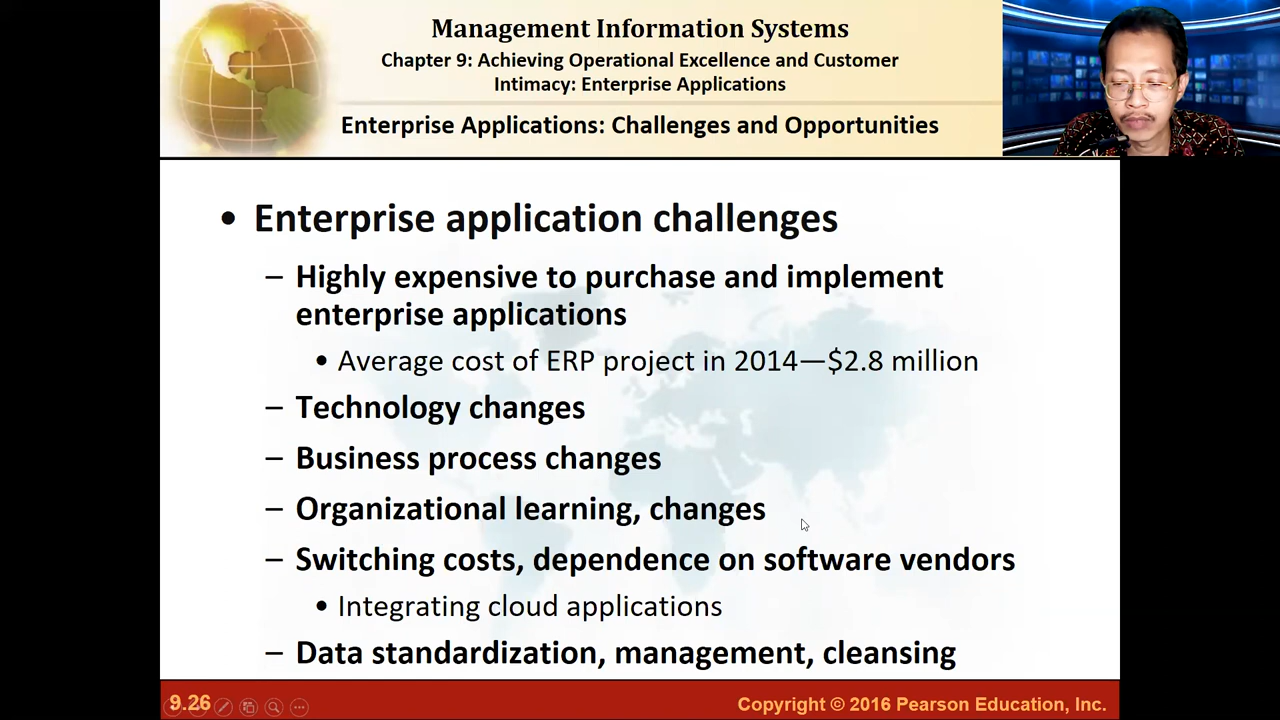 Management Information Systems
Chapter 9: Achieving Operational Excellence and Customer
Intimacy: Enterprise Applications
Enterprise Applications: Challenges and Opportunities
• Enterprise application challenges
– Highly expensive to purchase and implement
enterprise applications
• Average cost of ERP project in 2014—$2.8 million
– Technology changes
– Business process changes
– Organizational learning, changes
– Switching costs, dependence on software vendors
• Integrating cloud applications
– Data standardization, management, cleansing
9.26
Copyright © 2016 Pearson Education, Inc.